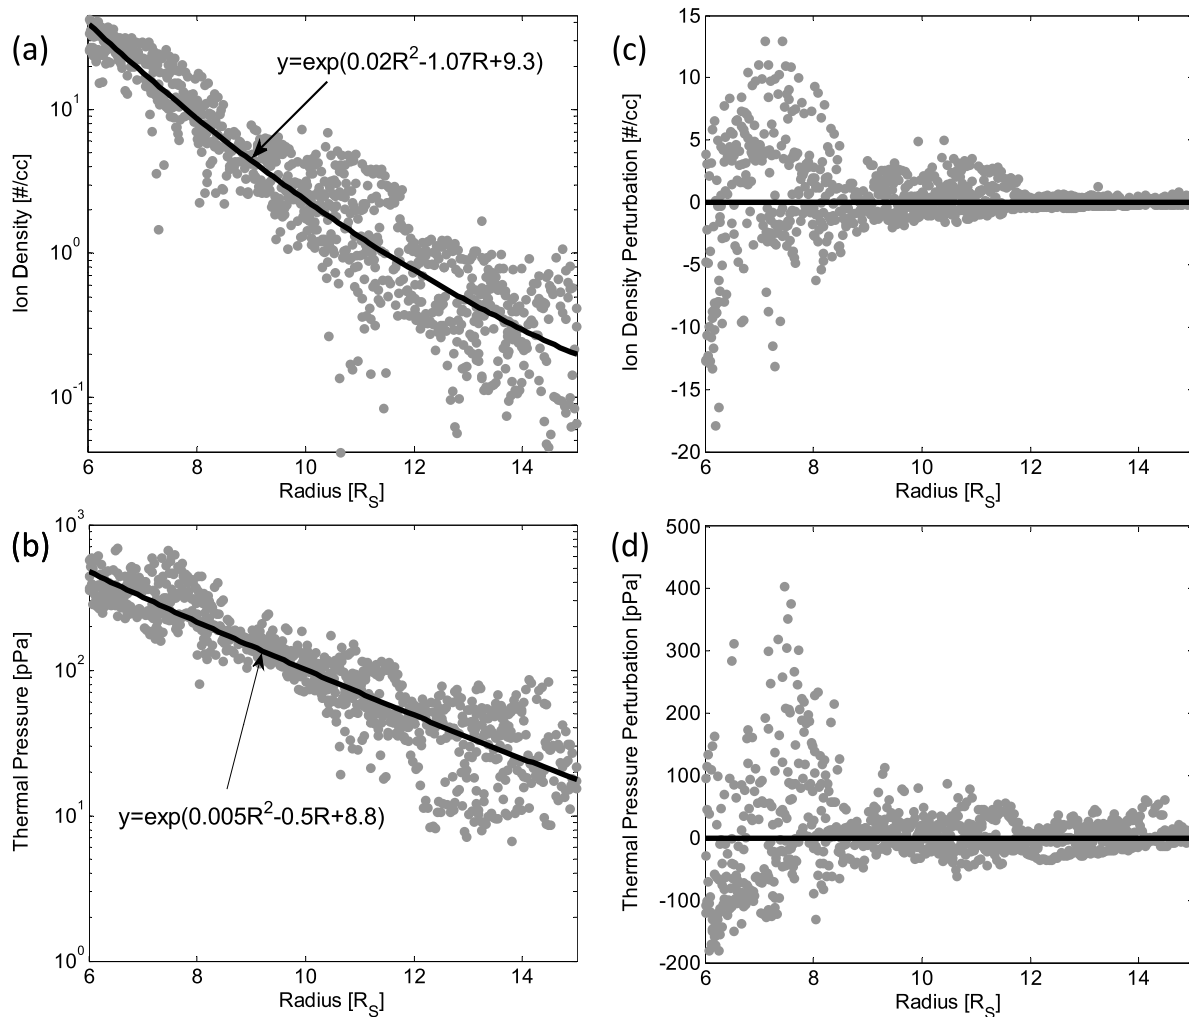 (a)
y=exp(0.02R²-1.07R+9.3)
Ion Density [#/cc]
10¹
10⁰
10⁻¹
6 8 10 12 14
Radius [R_S]
(c)
Ion Density Perturbation [#/cc]
15
10
5
0
-5
-10
-15
-20
6 8 10 12 14
Radius [R_S]
(b)
y=exp(0.005R²-0.5R+8.8)
Thermal Pressure [pPa]
10³
10²
10¹
10⁰
6 8 10 12 14
Radius [R_S]
(d)
Thermal Pressure Perturbation [pPa]
500
400
300
200
100
0
-100
-200
6 8 10 12 14
Radius [R_S]